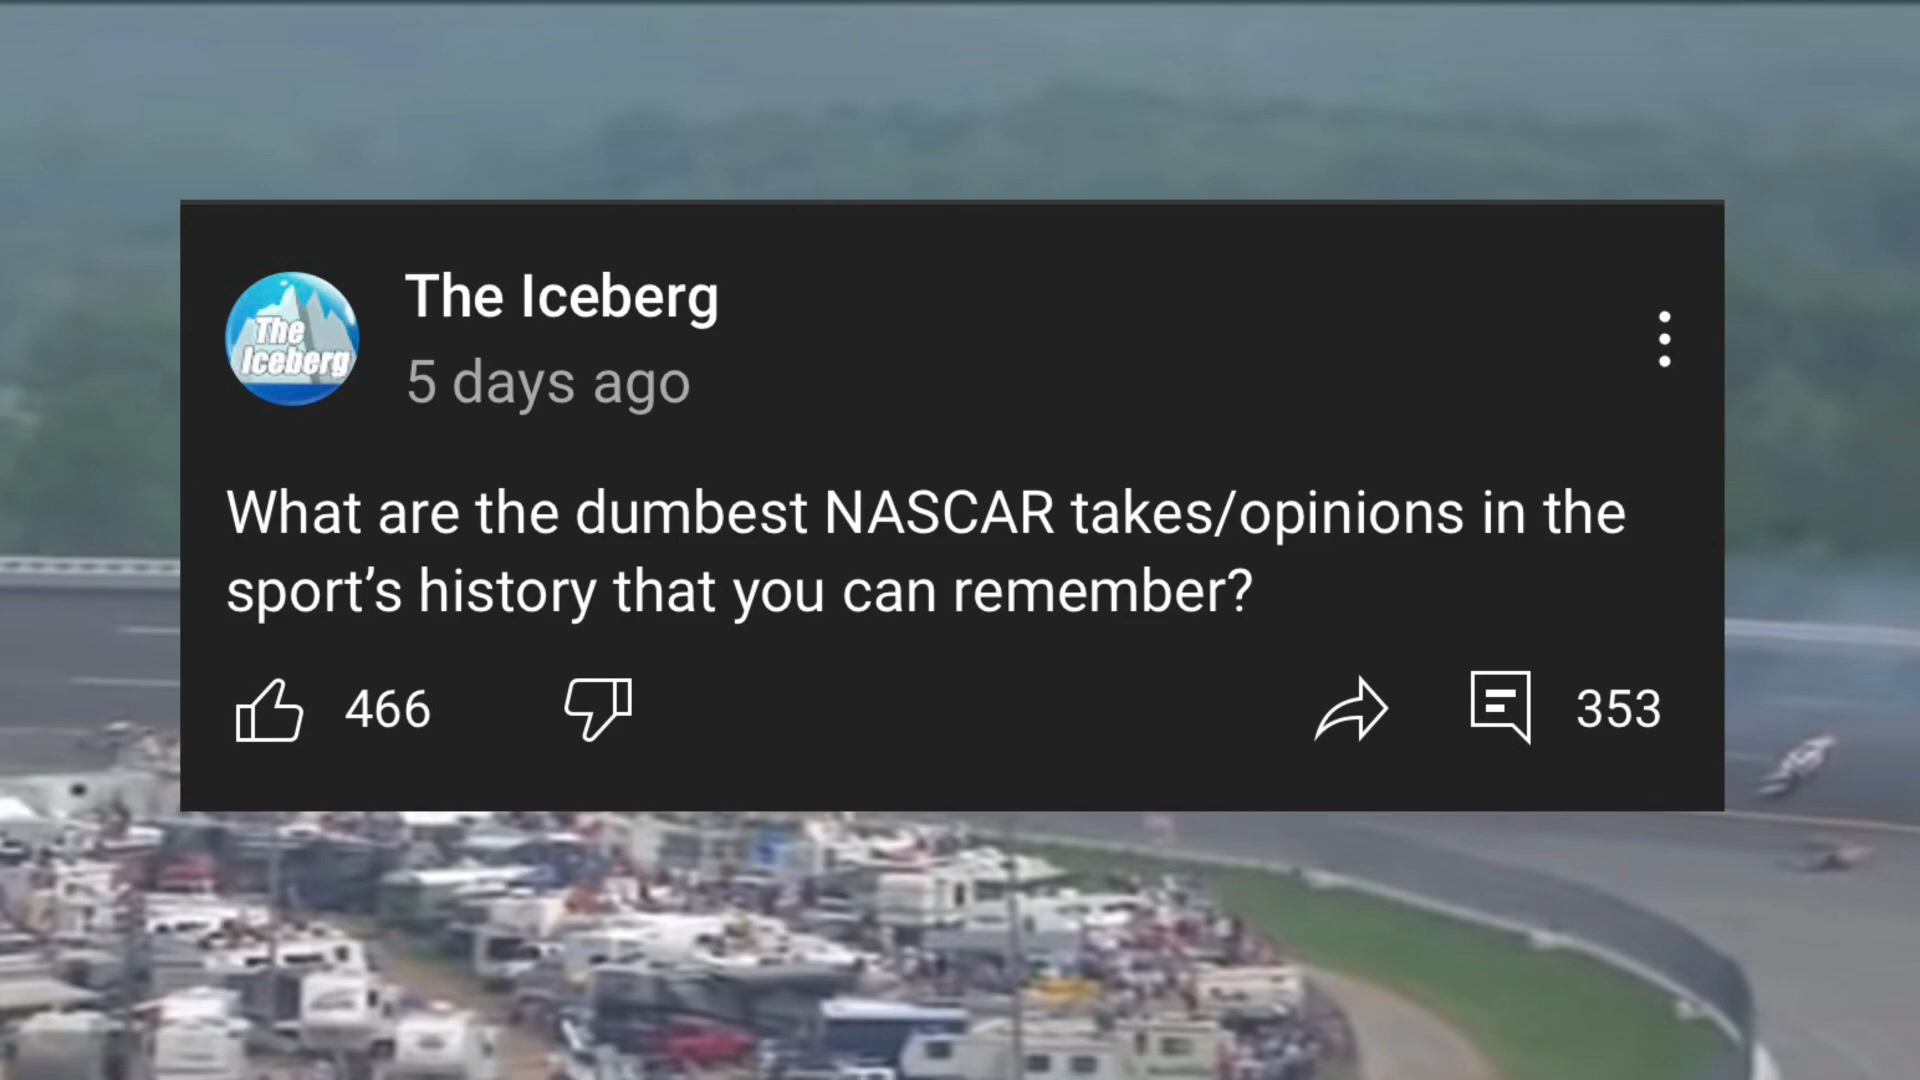 The
Iceberg
The Iceberg
5 days ago
What are the dumbest NASCAR takes/opinions in the
sport’s history that you can remember?
466
353